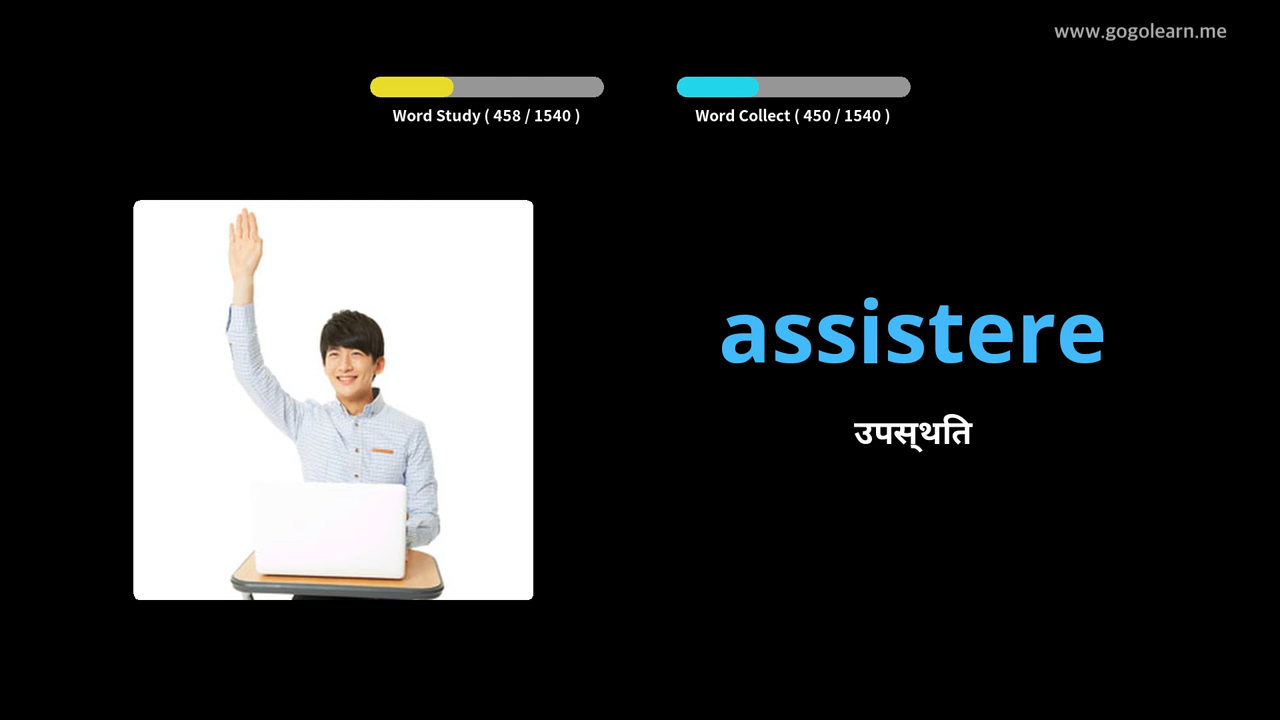 www.gogolearn.me
Word Study ( 458 / 1540 )
Word Collect ( 450 / 1540 )
assistere
उपस्‌थति